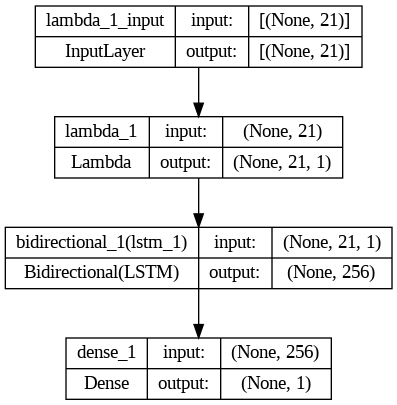 lambda_1_input input: [(None, 21)]
InputLayer output: [(None, 21)]
lambda_1 input: (None, 21)
Lambda output: (None, 21, 1)
bidirectional_1(lstm_1) input: (None, 21, 1)
Bidirectional(LSTM) output: (None, 256)
dense_1 input: (None, 256)
Dense output: (None, 1)